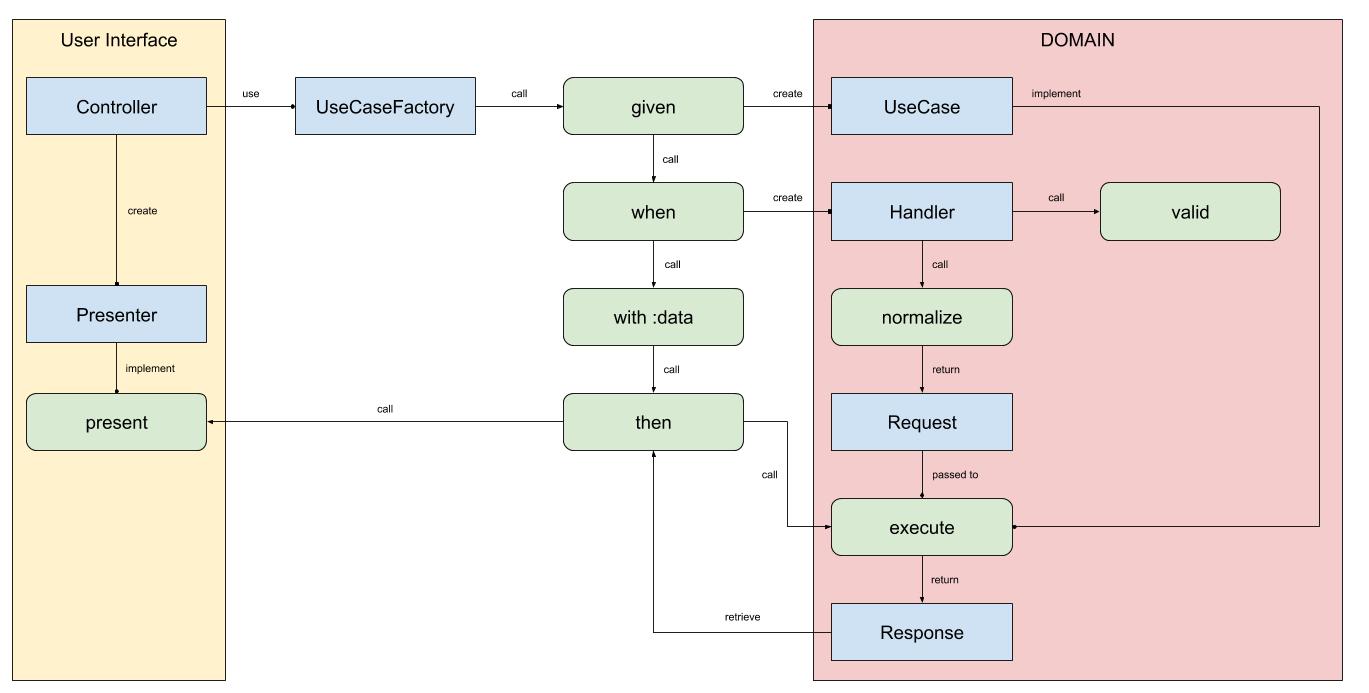 User Interface
DOMAIN
Controller
use
UseCaseFactory
call
given
create
UseCase
implement
call
create
when
create
Handler
call
valid
call
call
Presenter
with :data
normalize
implement
call
return
present
call
then
Request
call
passed to
execute
return
retrieve
Response